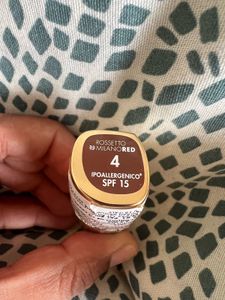 ROSSETTO
MILANO RED
4
IPOALLERGENICO*
SPF 15